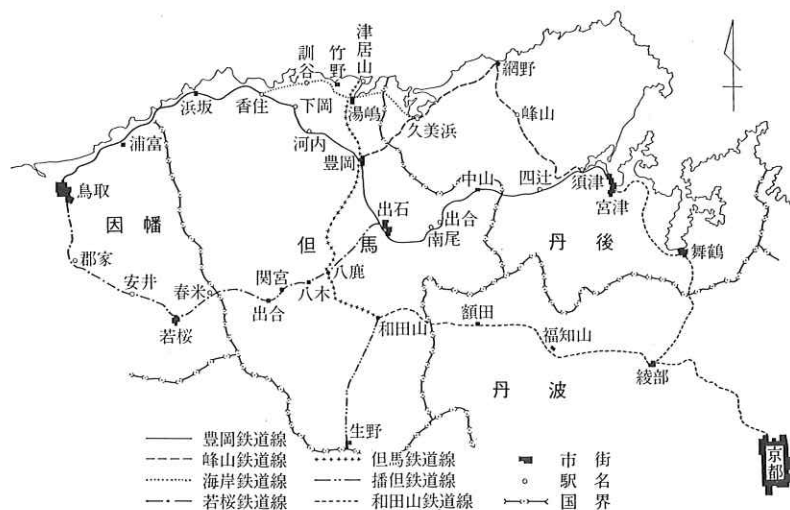 津居山
竹野
訓谷
網野
浜坂
香住
下岡
湯嶋
久美浜
峰山
浦富
河内
豊岡
鳥取
中山
四辻
須津
宮津
出石
出合
南尾
因幡
但馬
丹後
舞鶴
郡家
安井
春米
関宮
八鹿
八木
出合
若桜
和田山
額田
福知山
綾部
丹波
生野
京都
豊岡鉄道線
峰山鉄道線
海岸鉄道線
若桜鉄道線
但馬鉄道線
播但鉄道線
和田山鉄道線
市街
駅名
国界